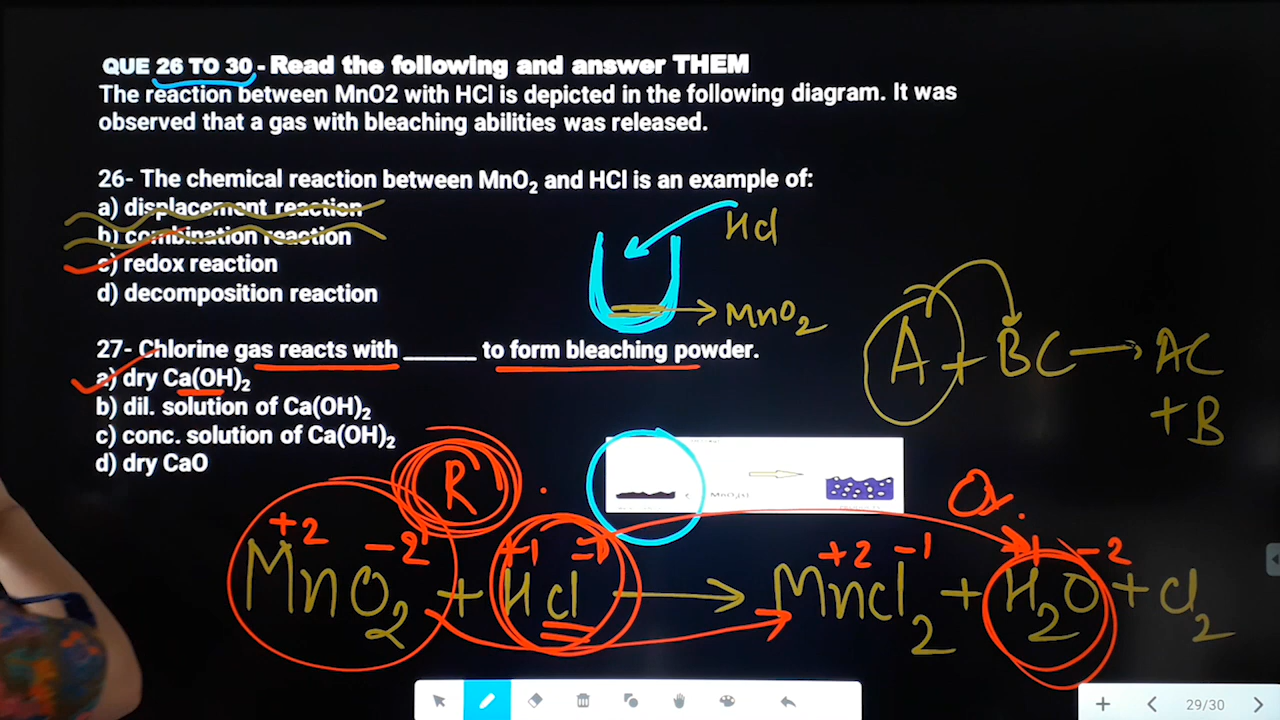 QUE 26 TO 30 - Read the following and answer THEM
The reaction between MnO2 with HCl is depicted in the following diagram. It was
observed that a gas with bleaching abilities was released.
26- The chemical reaction between MnO₂ and HCl is an example of:
a) displacement reaction
b) combination reaction
c) redox reaction
d) decomposition reaction
Hcl
MnO₂
27- Chlorine gas reacts with ______ to form bleaching powder.
a) dry Ca(OH)₂
b) dil. solution of Ca(OH)₂
c) conc. solution of Ca(OH)₂
d) dry CaO
A + BC → AC
+ B
R
Ox.
+2 -2 +1 -1 +2 -1 +1 -2
MnO₂ + Hcl → Mncl₂ + H₂O + cl₂
29/30